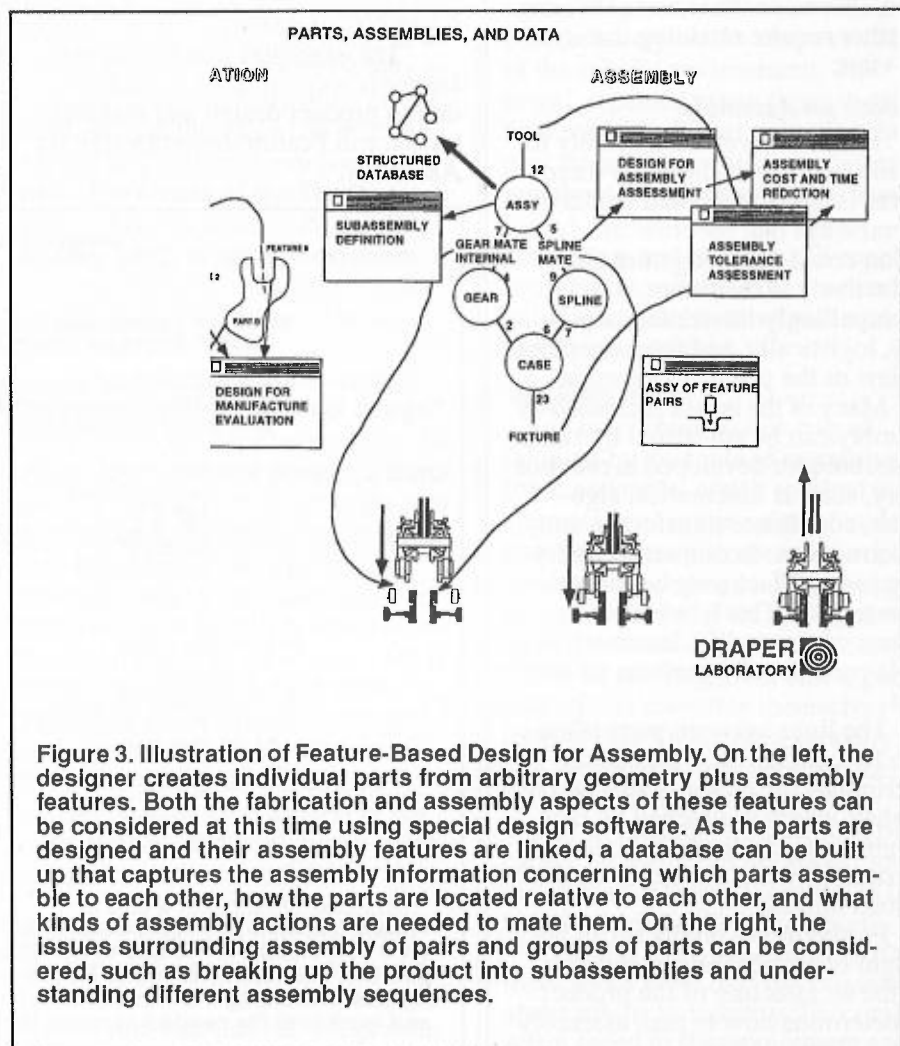 PARTS, ASSEMBLIES, AND DATA
ATION
ASSEMBLY
STRUCTURED
DATABASE
TOOL
12
ASSY
DESIGN FOR
ASSEMBLY
ASSESSMENT
ASSEMBLY
COST AND TIME
REDICTION
SUBASSEMBLY
DEFINITION
7
5
GEAR MATE
INTERNAL
SPLINE
MATE
ASSEMBLY
TOLERANCE
ASSESSMENT
FEATURE B
12
PART D
4
9
GEAR
SPLINE
2
6
7
CASE
DESIGN FOR
MANUFACTURE
EVALUATION
23
FIXTURE
ASSY OF FEATURE
PAIRS
DRAPER
LABORATORY
Figure 3. Illustration of Feature-Based Design for Assembly. On the left, the
designer creates individual parts from arbitrary geometry plus assembly
features. Both the fabrication and assembly aspects of these features can
be considered at this time using special design software. As the parts are
designed and their assembly features are linked, a database can be built
up that captures the assembly information concerning which parts assem-
ble to each other, how the parts are located relative to each other, and what
kinds of assembly actions are needed to mate them. On the right, the
issues surrounding assembly of pairs and groups of parts can be consid-
ered, such as breaking up the product into subassemblies and under-
standing different assembly sequences.